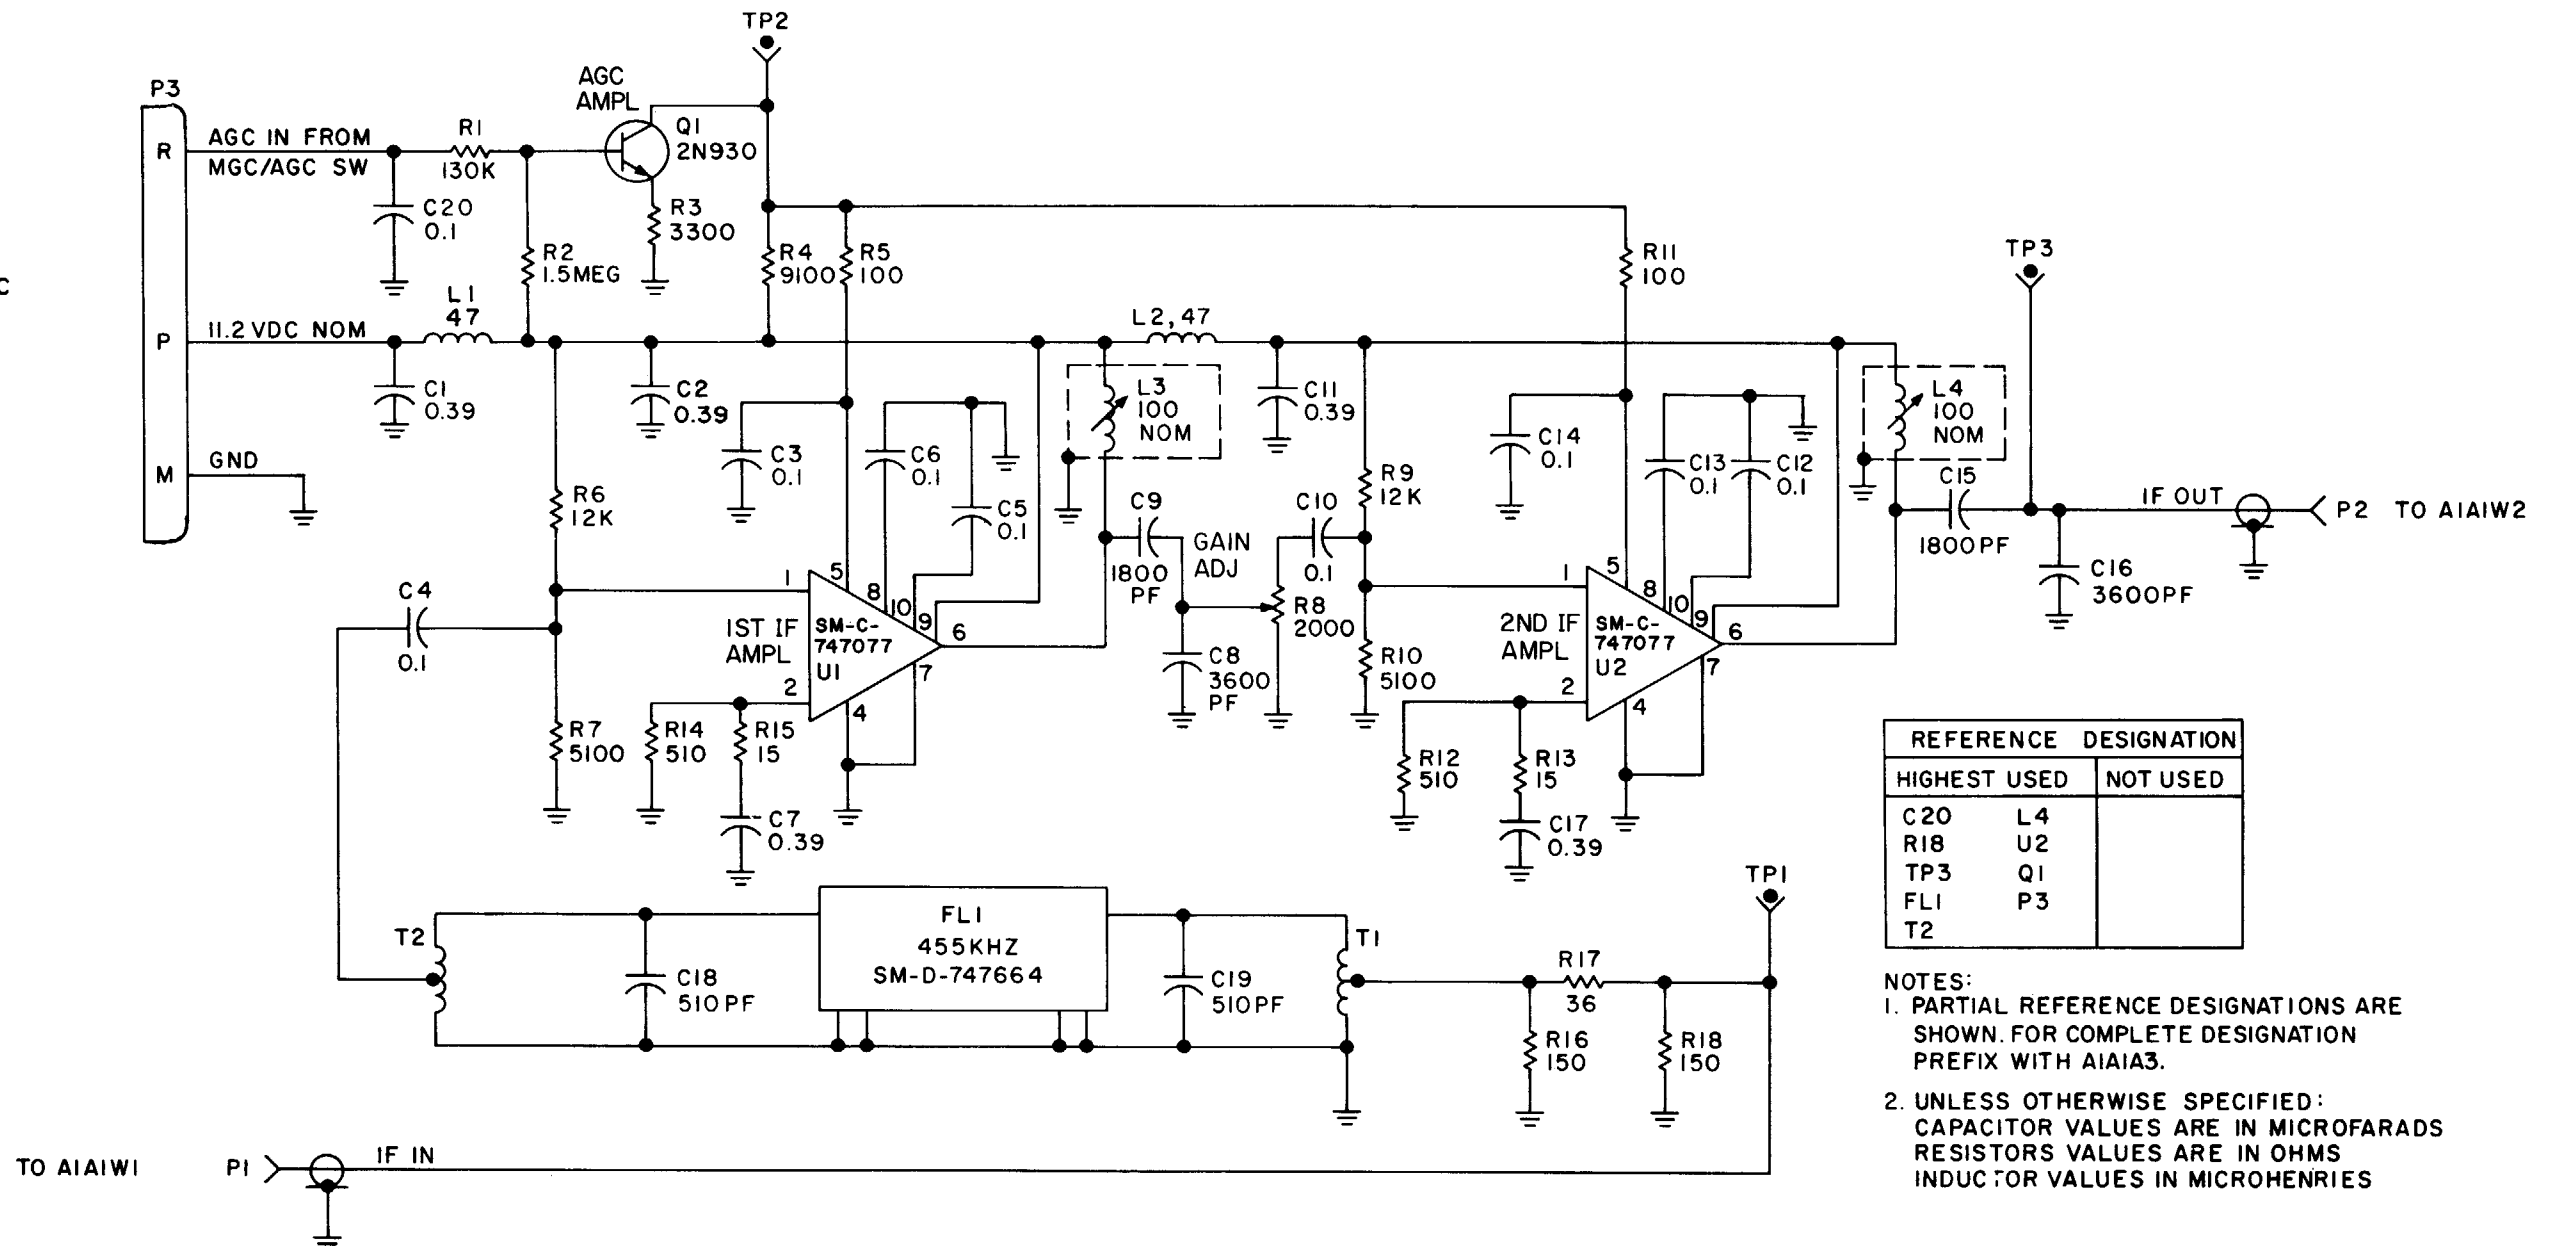 TP2
P3
AGC
AMPL
R
AGC IN FROM
MGC/AGC SW
R1
130K
Q1
2N930
C20
0.1
R2
1.5MEG
R3
3300
R4
9100
R5
100
R11
100
TP3
C
L1
47
P
11.2 VDC NOM
L2, 47
C1
0.39
C2
0.39
L3
100
NOM
C11
0.39
L4
100
NOM
M
GND
C3
0.1
C6
0.1
C5
0.1
C9
1800
PF
GAIN
ADJ
C10
0.1
R9
12K
C14
0.1
C13
0.1
C12
0.1
C15
1800PF
IF OUT
P2 TO A1A1W2
R6
12K
C4
0.1
1
5
8
10
9
6
7
2
4
1ST IF
AMPL
SM-C-
747077
U1
C8
3600
PF
R8
2000
R10
5100
1
5
8
10
9
6
7
2
4
2ND IF
AMPL
SM-C-
747077
U2
C16
3600PF
R7
5100
R14
510
R15
15
C7
0.39
R12
510
R13
15
C17
0.39
REFERENCE DESIGNATION
HIGHEST USED NOT USED
C20 L4
R18 U2
TP3 Q1
FL1 P3
T2
T2
C18
510PF
FL1
455KHZ
SM-D-747664
C19
510PF
T1
R17
36
TP1
R16
150
R18
150
NOTES:
1. PARTIAL REFERENCE DESIGNATIONS ARE
SHOWN. FOR COMPLETE DESIGNATION
PREFIX WITH A1A1A3.
2. UNLESS OTHERWISE SPECIFIED:
CAPACITOR VALUES ARE IN MICROFARADS
RESISTORS VALUES ARE IN OHMS
INDUCTOR VALUES IN MICROHENRIES
TO A1A1W1 P1 IF IN